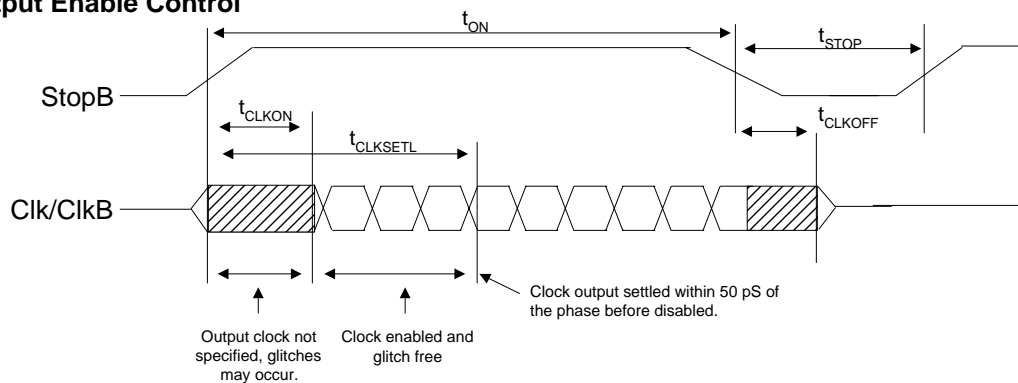 tput Enable Control
tON
tSTOP
StopB
tCLKON
tCLKOFF
tCLKSETL
Clk/ClkB
Clock output settled within 50 pS of
the phase before disabled.
Output clock not
specified, glitches
may occur.
Clock enabled and
glitch free